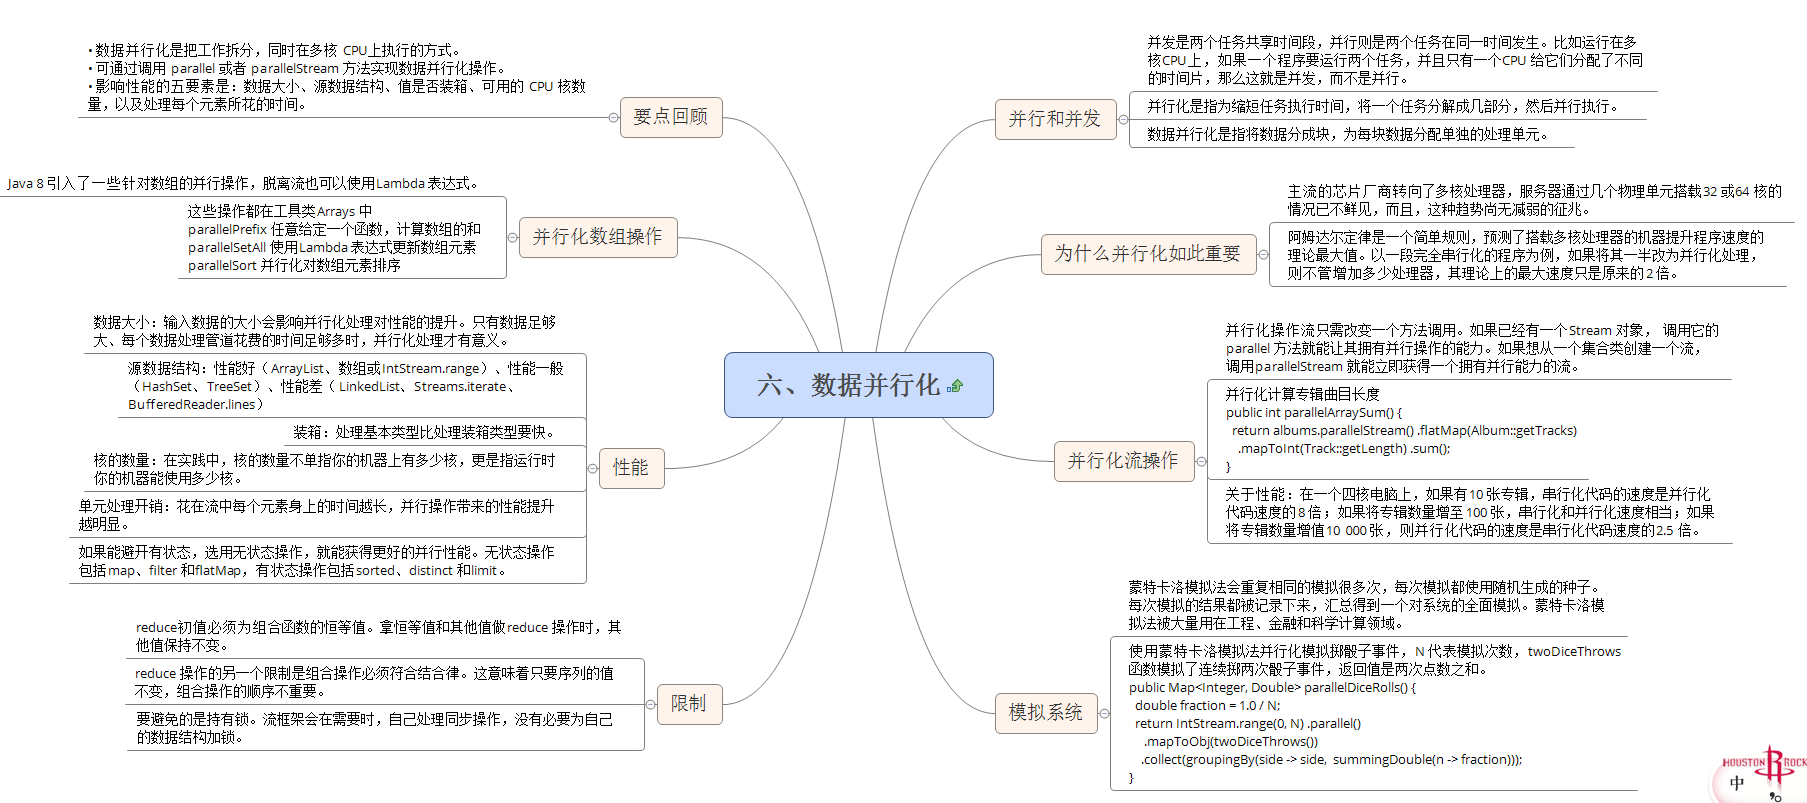 六、数据并行化
并行和并发
并发是两个任务共享时间段，并行则是两个任务在同一时间发生。比如运行在多
核CPU上，如果一个程序要运行两个任务，并且只有一个CPU 给它们分配了不同
的时间片，那么这就是并发，而不是并行。
并行化是指为缩短任务执行时间，将一个任务分解成几部分，然后并行执行。
数据并行化是指将数据分成块，为每块数据分配单独的处理单元。
为什么并行化如此重要
主流的芯片厂商转向了多核处理器，服务器通过几个物理单元搭载32 或64 核的
情况已不鲜见，而且，这种趋势尚无减弱的征兆。
阿姆达尔定律是一个简单规则，预测了搭载多核处理器的机器提升程序速度的
理论最大值。以一段完全串行化的程序为例，如果将其一半改为并行化处理，
则不管增加多少处理器，其理论上的最大速度只是原来的2 倍。
并行化流操作
并行化操作流只需改变一个方法调用。如果已经有一个Stream 对象， 调用它的
parallel 方法就能让其拥有并行操作的能力。如果想从一个集合类创建一个流，
调用parallelStream 就能立即获得一个拥有并行能力的流。
并行化计算专辑曲目长度
public int parallelArraySum() {
return albums.parallelStream() .flatMap(Album::getTracks)
.mapToInt(Track::getLength) .sum();
}
关于性能：在一个四核电脑上，如果有10 张专辑，串行化代码的速度是并行化
代码速度的8 倍；如果将专辑数量增至 100 张，串行化和并行化速度相当；如果
将专辑数量增值10 000 张，则并行化代码的速度是串行化代码速度的2.5 倍。
模拟系统
蒙特卡洛模拟法会重复相同的模拟很多次，每次模拟都使用随机生成的种子。
每次模拟的结果都被记录下来，汇总得到一个对系统的全面模拟。蒙特卡洛模
拟法被大量用在工程、金融和科学计算领域。
使用蒙特卡洛模拟法并行化模拟掷骰子事件，N 代表模拟次数，twoDiceThrows
函数模拟了连续掷两次骰子事件，返回值是两次点数之和。
public Map<Integer, Double> parallelDiceRolls() {
double fraction = 1.0 / N;
return IntStream.range(0, N) .parallel()
.mapToObj(twoDiceThrows())
.collect(groupingBy(side -> side, summingDouble(n -> fraction)));
}
要点回顾
• 数据并行化是把工作拆分，同时在多核 CPU上执行的方式。
• 可通过调用 parallel 或者 parallelStream 方法实现数据并行化操作。
• 影响性能的五要素是：数据大小、源数据结构、值是否装箱、可用的 CPU 核数
量，以及处理每个元素所花的时间。
并行化数组操作
Java 8 引入了一些针对数组的并行操作，脱离流也可以使用Lambda 表达式。
这些操作都在工具类Arrays 中
parallelPrefix 任意给定一个函数，计算数组的和
parallelSetAll 使用Lambda 表达式更新数组元素
parallelSort 并行化对数组元素排序
性能
数据大小：输入数据的大小会影响并行化处理对性能的提升。只有数据足够
大、每个数据处理管道花费的时间足够多时，并行化处理才有意义。
源数据结构：性能好（ ArrayList、数组或IntStream.range）、性能一般
（HashSet、TreeSet）、性能差（ LinkedList、Streams.iterate、
BufferedReader.lines）
装箱：处理基本类型比处理装箱类型要快。
核的数量：在实践中，核的数量不单指你的机器上有多少核，更是指运行时
你的机器能使用多少核。
单元处理开销：花在流中每个元素身上的时间越长，并行操作带来的性能提升
越明显。
如果能避开有状态，选用无状态操作，就能获得更好的并行性能。无状态操作
包括map、filter 和flatMap，有状态操作包括sorted、distinct 和limit。
限制
reduce初值必须为组合函数的恒等值。拿恒等值和其他值做reduce 操作时，其
他值保持不变。
reduce 操作的另一个限制是组合操作必须符合结合律。这意味着只要序列的值
不变，组合操作的顺序不重要。
要避免的是持有锁。流框架会在需要时，自己处理同步操作，没有必要为自己
的数据结构加锁。
HOUSTON ROCK
中